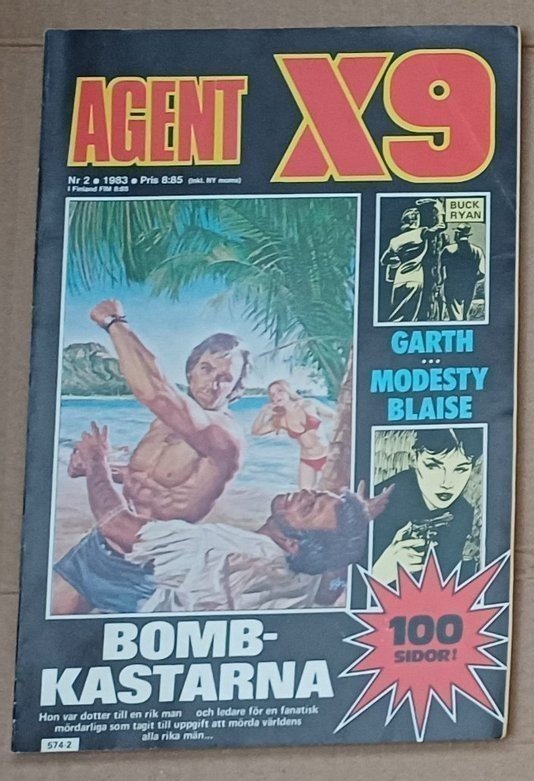 AGENT X9
Nr 2 • 1983 • Pris 8:85 (inkl. NY moms)
I Finland FIM 8:85
BUCK
RYAN
GARTH
...
MODESTY
BLAISE
100
SIDOR!
BOMB-
KASTARNA
Hon var dotter till en rik man och ledare för en fanatisk
mördarliga som tagit till uppgift att mörda världens
alla rika män...
574-2